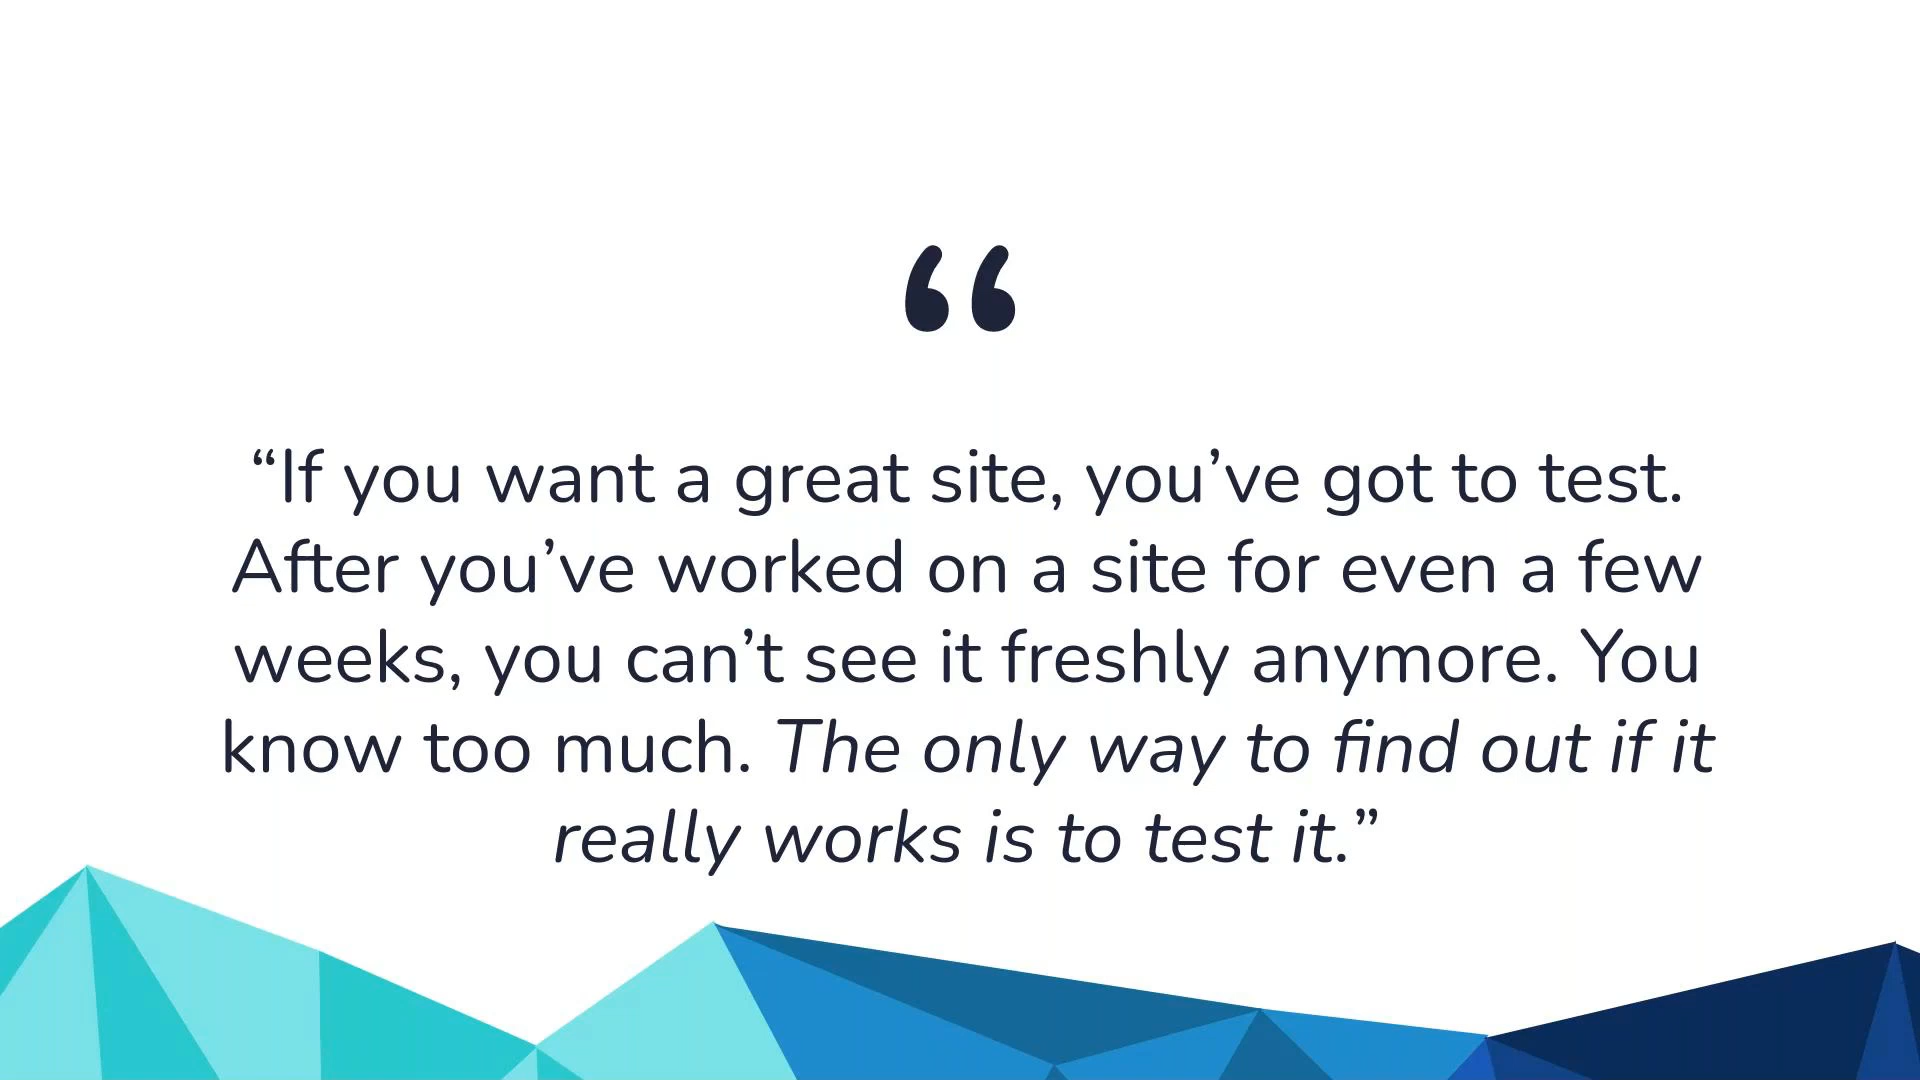 “
“If you want a great site, you’ve got to test.
After you’ve worked on a site for even a few
weeks, you can’t see it freshly anymore. You
know too much. The only way to find out if it
really works is to test it.”